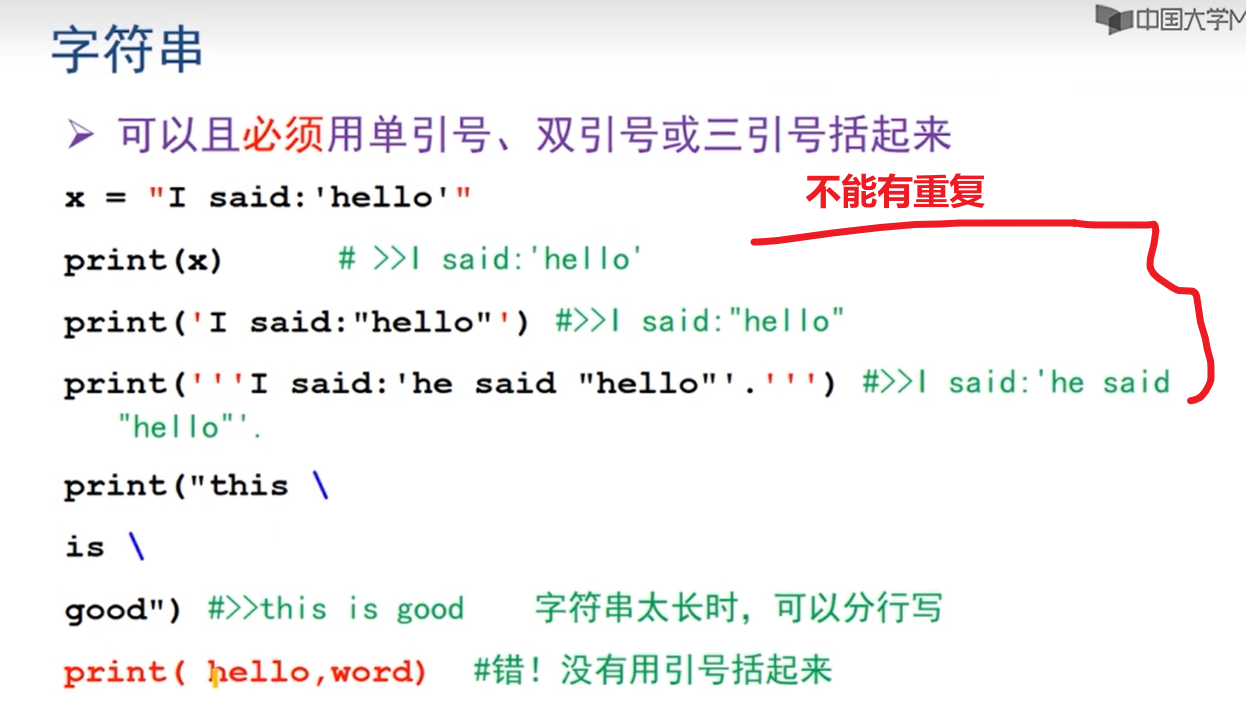 中国大学M
字符串
➢ 可以且必须用单引号、双引号或三引号括起来
不能有重复
x = "I said:'hello'"
print(x) # >>I said:'hello'
print('I said:"hello"') #>>I said:"hello"
print('''I said:'he said "hello"'.''') #>>I said:'he said
"hello"'.
print("this \
is \
good") #>>this is good 字符串太长时，可以分行写
print( hello,word) #错！没有用引号括起来